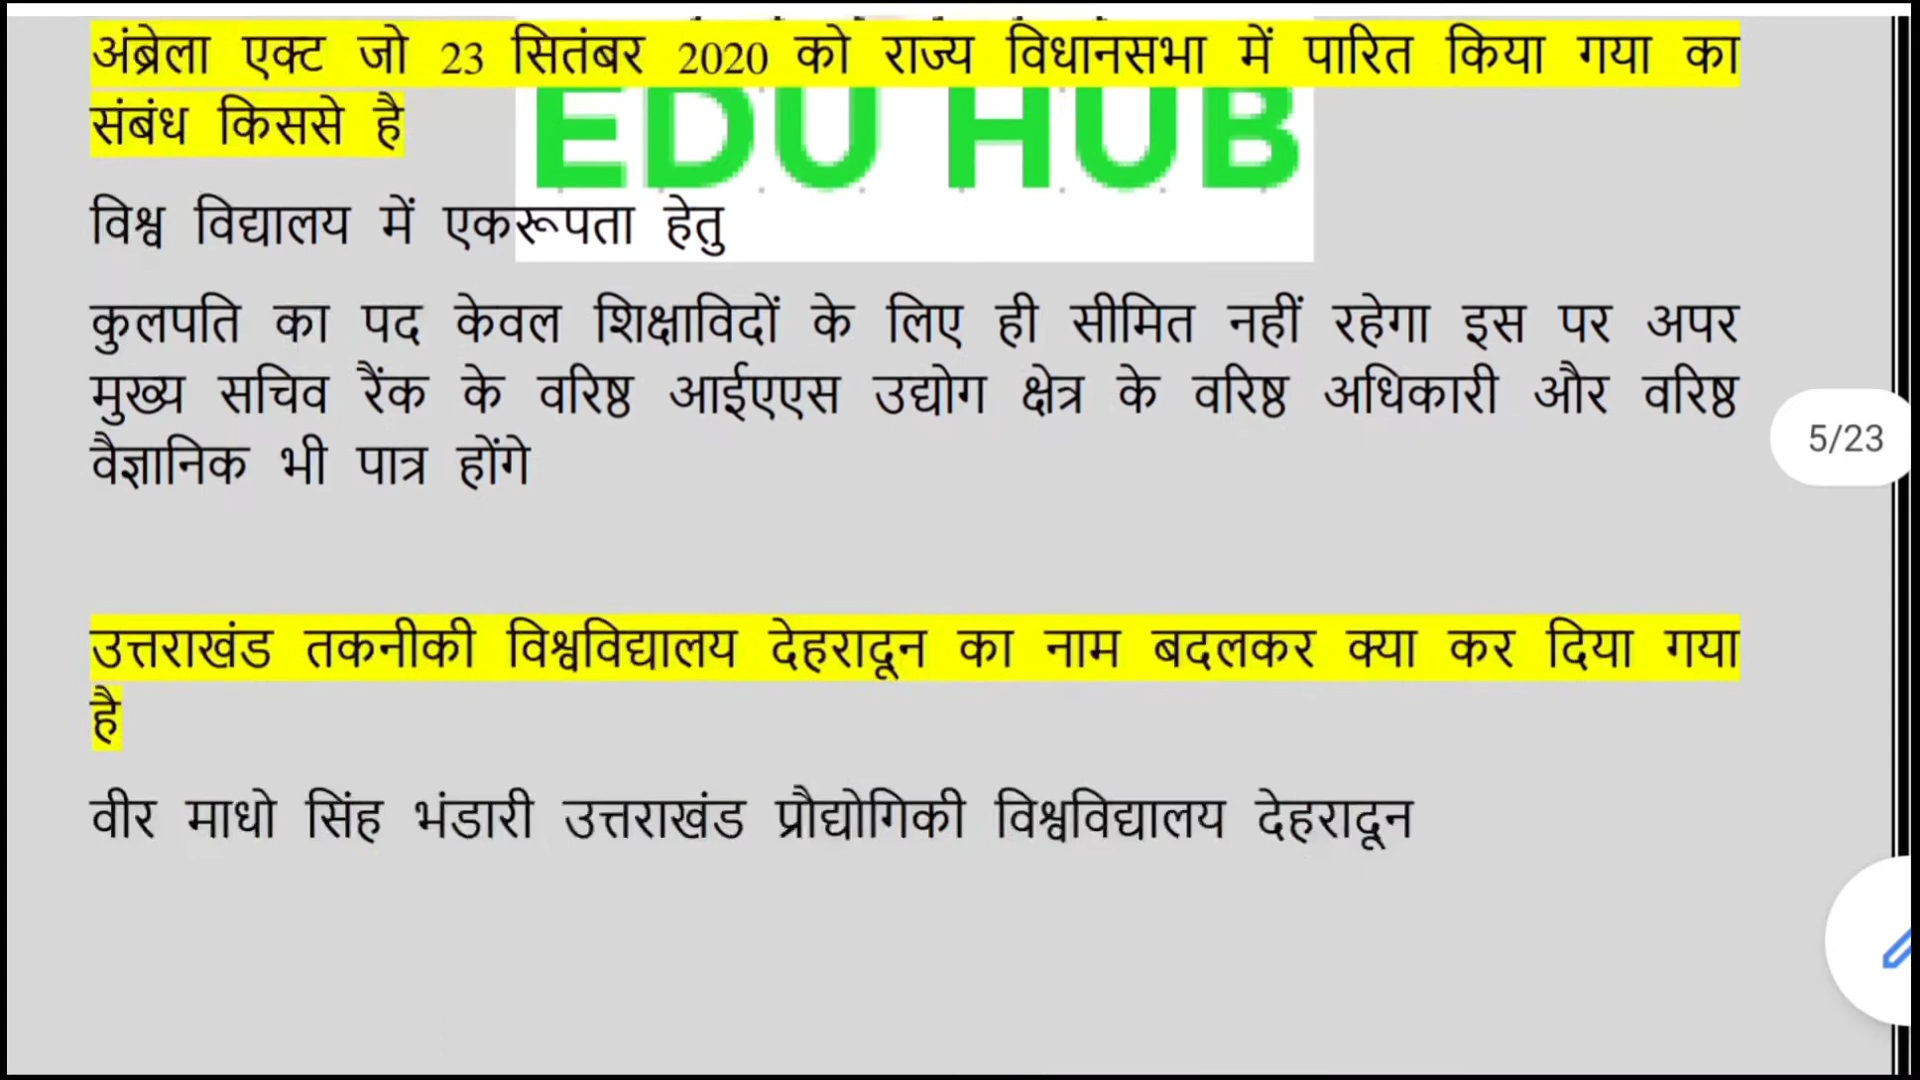 अंब्रेला एक्ट जो 23 सितंबर 2020 को राज्य विधानसभा में पारित किया गया का
संबंध किससे है
EDU HUB
विश्व विद्यालय में एकरूपता हेतु
कुलपति का पद केवल शिक्षाविदों के लिए ही सीमित नहीं रहेगा इस पर अपर
मुख्य सचिव रैंक के वरिष्ठ आईएएस उद्योग क्षेत्र के वरिष्ठ अधिकारी और वरिष्ठ
वैज्ञानिक भी पात्र होंगे
5/23
उत्तराखंड तकनीकी विश्वविद्यालय देहरादून का नाम बदलकर क्या कर दिया गया
है
वीर माधो सिंह भंडारी उत्तराखंड प्रौद्योगिकी विश्वविद्यालय देहरादून